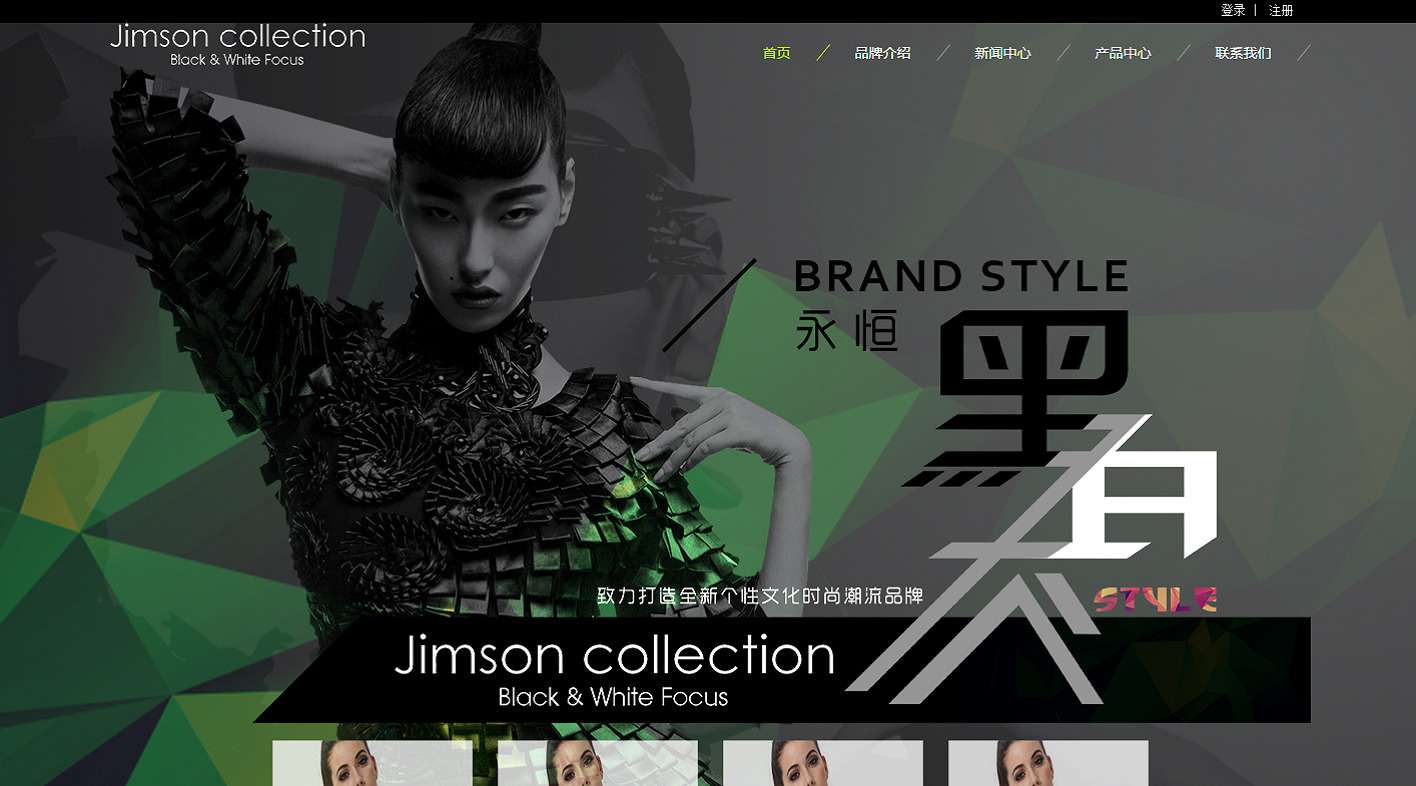 登录 | 注册
Jimson collection
Black & White Focus
首页 品牌介绍 新闻中心 产品中心 联系我们
BRAND STYLE
永恒
黑
白
灰
致力打造全新个性文化时尚潮流品牌
STYLE
Jimson collection
Black & White Focus